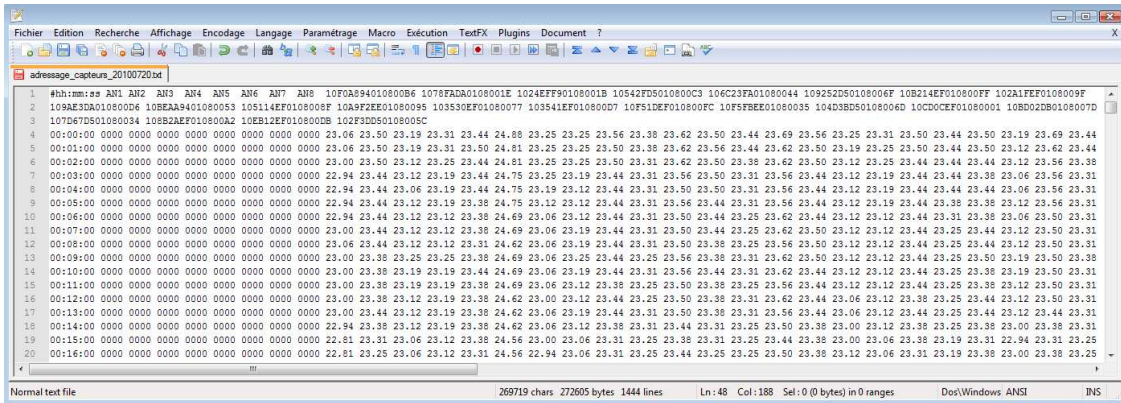 Fichier Edition Recherche Affichage Encodage Langage Paramétrage Macro Exécution TextFX Plugins Document ? X
adressage_capteurs_20100720.txt
1 #hh:mm:ss AN1 AN2 AN3 AN4 AN5 AN6 AN7 AN8 10F0A894010800B6 1078FADA0108001E 1024EFF90108001B 10542FD5010800C3 106C23FA01080044 109252D50108006F 10B214EF010800FF 102A1FEF0108009F
2 109AE3DA010800D6 10BEAA9401080053 105114EF0108008F 10A9F2EE01080095 103530EF01080077 103541EF010800D7 10F51DEF010800FC 10F5FBEE01080035 104D3BD50108006D 10CD0CEF01080001 10BD02DB0108007D
3 107D67D501080034 108B2AEF010800A2 10EB12EF010800DB 102F3DD50108005C
4 00:00:00 0000 0000 0000 0000 0000 0000 0000 0000 23.06 23.50 23.19 23.31 23.44 24.88 23.25 23.25 23.56 23.38 23.62 23.50 23.44 23.69 23.56 23.25 23.31 23.50 23.44 23.50 23.19 23.69 23.44
5 00:01:00 0000 0000 0000 0000 0000 0000 0000 0000 23.06 23.50 23.19 23.31 23.50 24.81 23.25 23.25 23.50 23.38 23.62 23.56 23.44 23.62 23.50 23.19 23.25 23.50 23.44 23.50 23.12 23.62 23.44
6 00:02:00 0000 0000 0000 0000 0000 0000 0000 0000 23.00 23.50 23.12 23.25 23.44 24.81 23.25 23.25 23.50 23.31 23.62 23.50 23.38 23.62 23.50 23.12 23.25 23.44 23.44 23.44 23.12 23.56 23.38
7 00:03:00 0000 0000 0000 0000 0000 0000 0000 0000 22.94 23.44 23.12 23.19 23.44 24.75 23.25 23.19 23.44 23.31 23.56 23.50 23.31 23.56 23.50 23.12 23.19 23.44 23.44 23.44 23.12 23.56 23.31
8 00:04:00 0000 0000 0000 0000 0000 0000 0000 0000 22.94 23.44 23.06 23.19 23.44 24.75 23.19 23.12 23.44 23.31 23.50 23.50 23.31 23.56 23.44 23.12 23.19 23.44 23.44 23.44 23.06 23.56 23.31
9 00:05:00 0000 0000 0000 0000 0000 0000 0000 0000 22.94 23.44 23.12 23.19 23.38 24.75 23.12 23.12 23.44 23.31 23.56 23.44 23.31 23.56 23.44 23.12 23.19 23.44 23.38 23.38 23.12 23.56 23.31
10 00:06:00 0000 0000 0000 0000 0000 0000 0000 0000 22.94 23.44 23.12 23.12 23.38 24.69 23.06 23.12 23.44 23.31 23.50 23.44 23.25 23.62 23.44 23.12 23.12 23.44 23.31 23.38 23.06 23.50 23.31
11 00:07:00 0000 0000 0000 0000 0000 0000 0000 0000 23.00 23.44 23.12 23.12 23.38 24.69 23.06 23.19 23.44 23.31 23.50 23.44 23.25 23.62 23.50 23.12 23.12 23.44 23.25 23.38 23.12 23.50 23.31
12 00:08:00 0000 0000 0000 0000 0000 0000 0000 0000 23.06 23.44 23.12 23.12 23.31 24.62 23.06 23.19 23.44 23.31 23.50 23.38 23.25 23.56 23.50 23.12 23.12 23.44 23.25 23.38 23.12 23.50 23.31
13 00:09:00 0000 0000 0000 0000 0000 0000 0000 0000 23.00 23.38 23.25 23.25 23.38 24.69 23.06 23.25 23.44 23.25 23.56 23.38 23.31 23.62 23.50 23.12 23.12 23.44 23.25 23.38 23.19 23.50 23.31
14 00:10:00 0000 0000 0000 0000 0000 0000 0000 0000 23.00 23.38 23.19 23.19 23.44 24.69 23.06 23.19 23.44 23.31 23.56 23.44 23.31 23.62 23.56 23.12 23.12 23.44 23.25 23.38 23.19 23.50 23.31
15 00:11:00 0000 0000 0000 0000 0000 0000 0000 0000 23.00 23.38 23.19 23.19 23.38 24.69 23.06 23.12 23.38 23.25 23.50 23.44 23.31 23.56 23.44 23.12 23.12 23.44 23.25 23.38 23.12 23.50 23.31
16 00:12:00 0000 0000 0000 0000 0000 0000 0000 0000 23.00 23.38 23.12 23.19 23.38 24.62 23.00 23.12 23.44 23.25 23.50 23.38 23.31 23.62 23.44 23.06 23.12 23.38 23.25 23.44 23.12 23.50 23.31
17 00:13:00 0000 0000 0000 0000 0000 0000 0000 0000 23.00 23.44 23.12 23.19 23.38 24.62 23.06 23.19 23.44 23.31 23.50 23.44 23.31 23.56 23.50 23.12 23.12 23.38 23.25 23.44 23.12 23.44 23.31
18 00:14:00 0000 0000 0000 0000 0000 0000 0000 0000 22.94 23.38 23.12 23.19 23.38 24.62 23.06 23.12 23.38 23.31 23.44 23.31 23.25 23.50 23.38 23.00 23.12 23.38 23.25 23.38 23.00 23.38 23.31
19 00:15:00 0000 0000 0000 0000 0000 0000 0000 0000 22.81 23.31 23.06 23.12 23.38 24.56 23.00 23.06 23.31 23.25 23.38 23.38 23.25 23.50 23.38 23.00 23.06 23.38 23.19 23.31 22.94 23.31 23.25
20 00:16:00 0000 0000 0000 0000 0000 0000 0000 0000 22.81 23.25 23.06 23.12 23.31 24.56 22.94 23.06 23.31 23.25 23.44 23.25 23.25 23.50 23.38 23.12 23.06 23.31 23.19 23.38 23.00 23.38 23.25
Normal text file 269719 chars 272605 bytes 1444 lines Ln : 48 Col : 188 Sel : 0 (0 bytes) in 0 ranges Dos\Windows ANSI INS